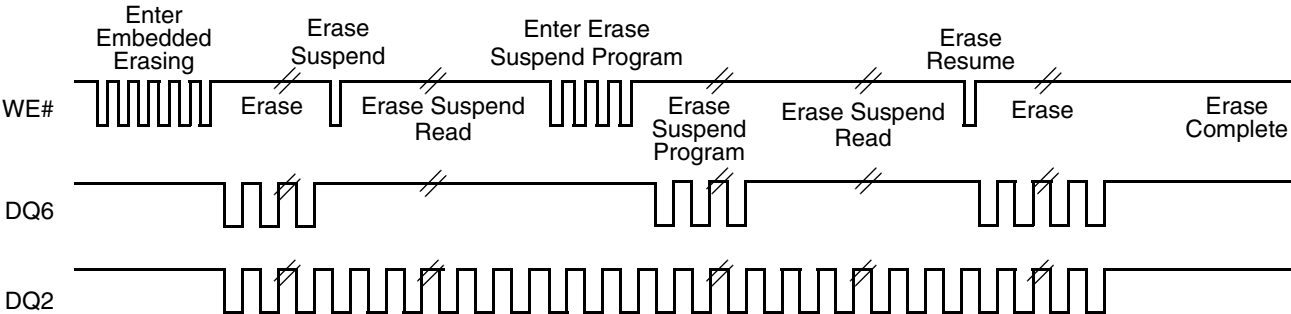 Enter
Embedded
Erasing
Erase
Suspend
Enter Erase
Suspend Program
Erase
Resume
WE#
Erase
Erase Suspend
Read
Erase
Suspend
Program
Erase Suspend
Read
Erase
Erase
Complete
DQ6
DQ2